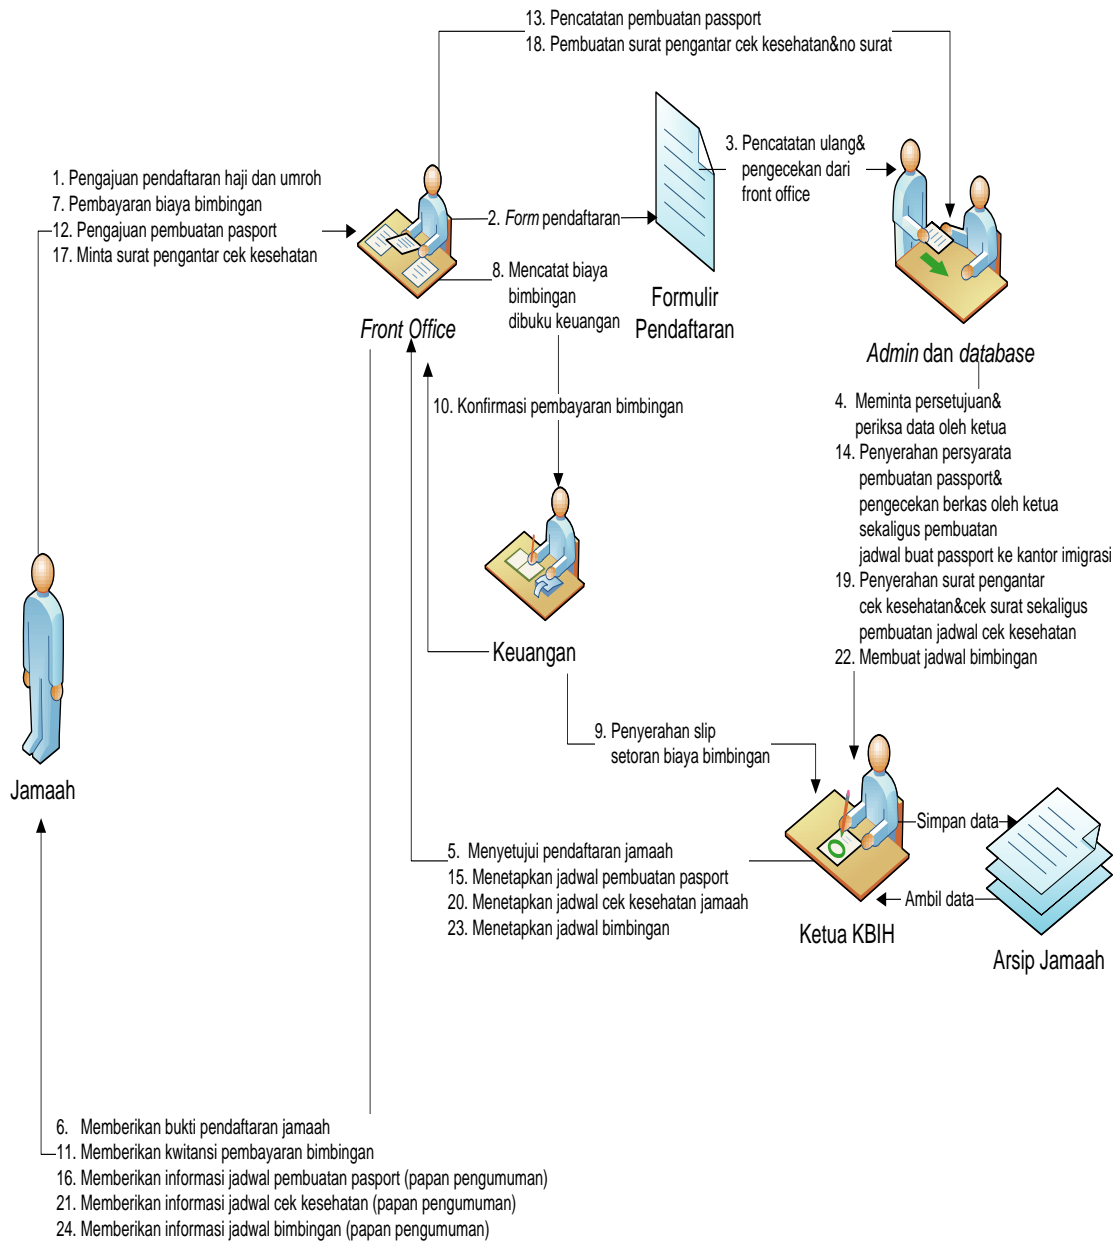 13. Pencatatan pembuatan passport
18. Pembuatan surat pengantar cek kesehatan&no surat
1. Pengajuan pendaftaran haji dan umroh
7. Pembayaran biaya bimbingan
12. Pengajuan pembuatan pasport
17. Minta surat pengantar cek kesehatan
2. Form pendaftaran
3. Pencatatan ulang&
pengecekan dari
front office
8. Mencatat biaya
bimbingan
dibuku keuangan
Front Office
Formulir
Pendaftaran
Admin dan database
10. Konfirmasi pembayaran bimbingan
4. Meminta persetujuan&
periksa data oleh ketua
14. Penyerahan persyarata
pembuatan passport&
pengecekan berkas oleh ketua
sekaligus pembuatan
jadwal buat passport ke kantor imigrasi
19. Penyerahan surat pengantar
cek kesehatan&cek surat sekaligus
pembuatan jadwal cek kesehatan
22. Membuat jadwal bimbingan
Keuangan
9. Penyerahan slip
setoran biaya bimbingan
Jamaah
Simpan data
Ambil data
5. Menyetujui pendaftaran jamaah
15. Menetapkan jadwal pembuatan pasport
20. Menetapkan jadwal cek kesehatan jamaah
23. Menetapkan jadwal bimbingan
Ketua KBIH
Arsip Jamaah
6. Memberikan bukti pendaftaran jamaah
11. Memberikan kwitansi pembayaran bimbingan
16. Memberikan informasi jadwal pembuatan pasport (papan pengumuman)
21. Memberikan informasi jadwal cek kesehatan (papan pengumuman)
24. Memberikan informasi jadwal bimbingan (papan pengumuman)